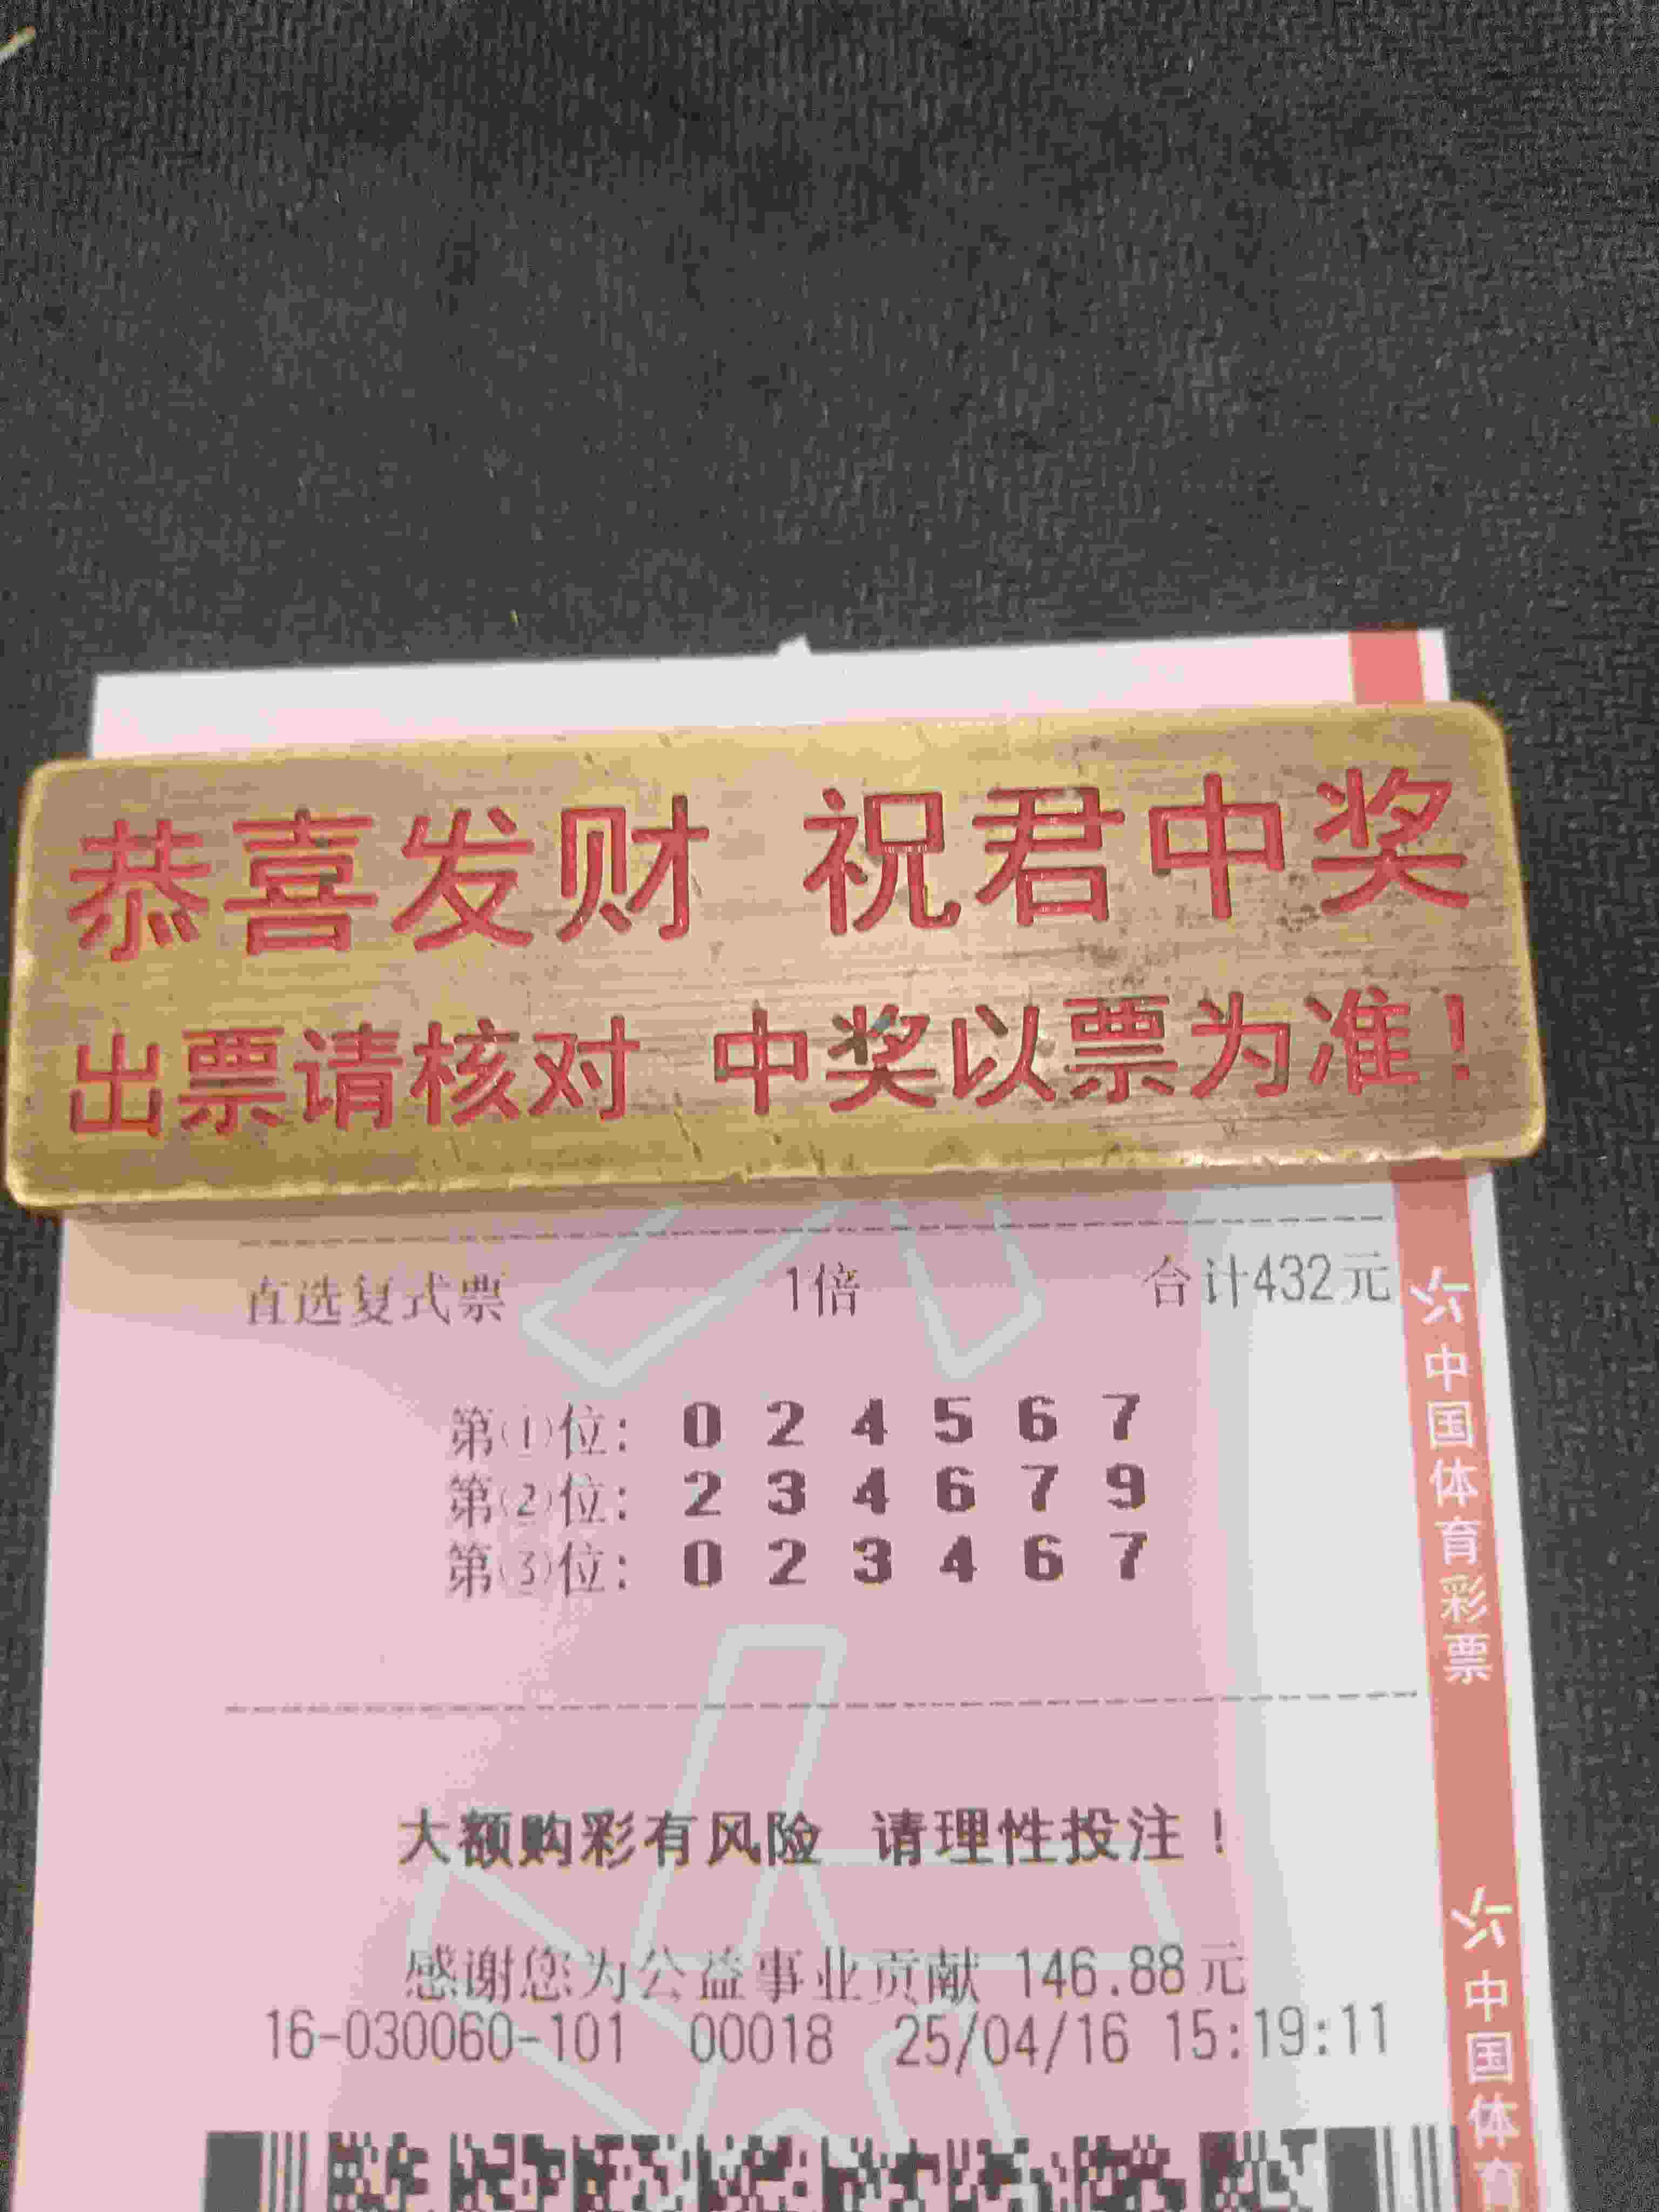 恭喜发财 祝君中奖
出票请核对 中奖以票为准！
直选复式票 1倍 合计432元
第(1)位: 0 2 4 5 6 7
第(2)位: 2 3 4 6 7 9
第(3)位: 0 2 3 4 6 7
大额购彩有风险 请理性投注！
感谢您为公益事业贡献 146.88元
16-030060-101 00018 25/04/16 15:19:11
中国体育彩票
中国体育